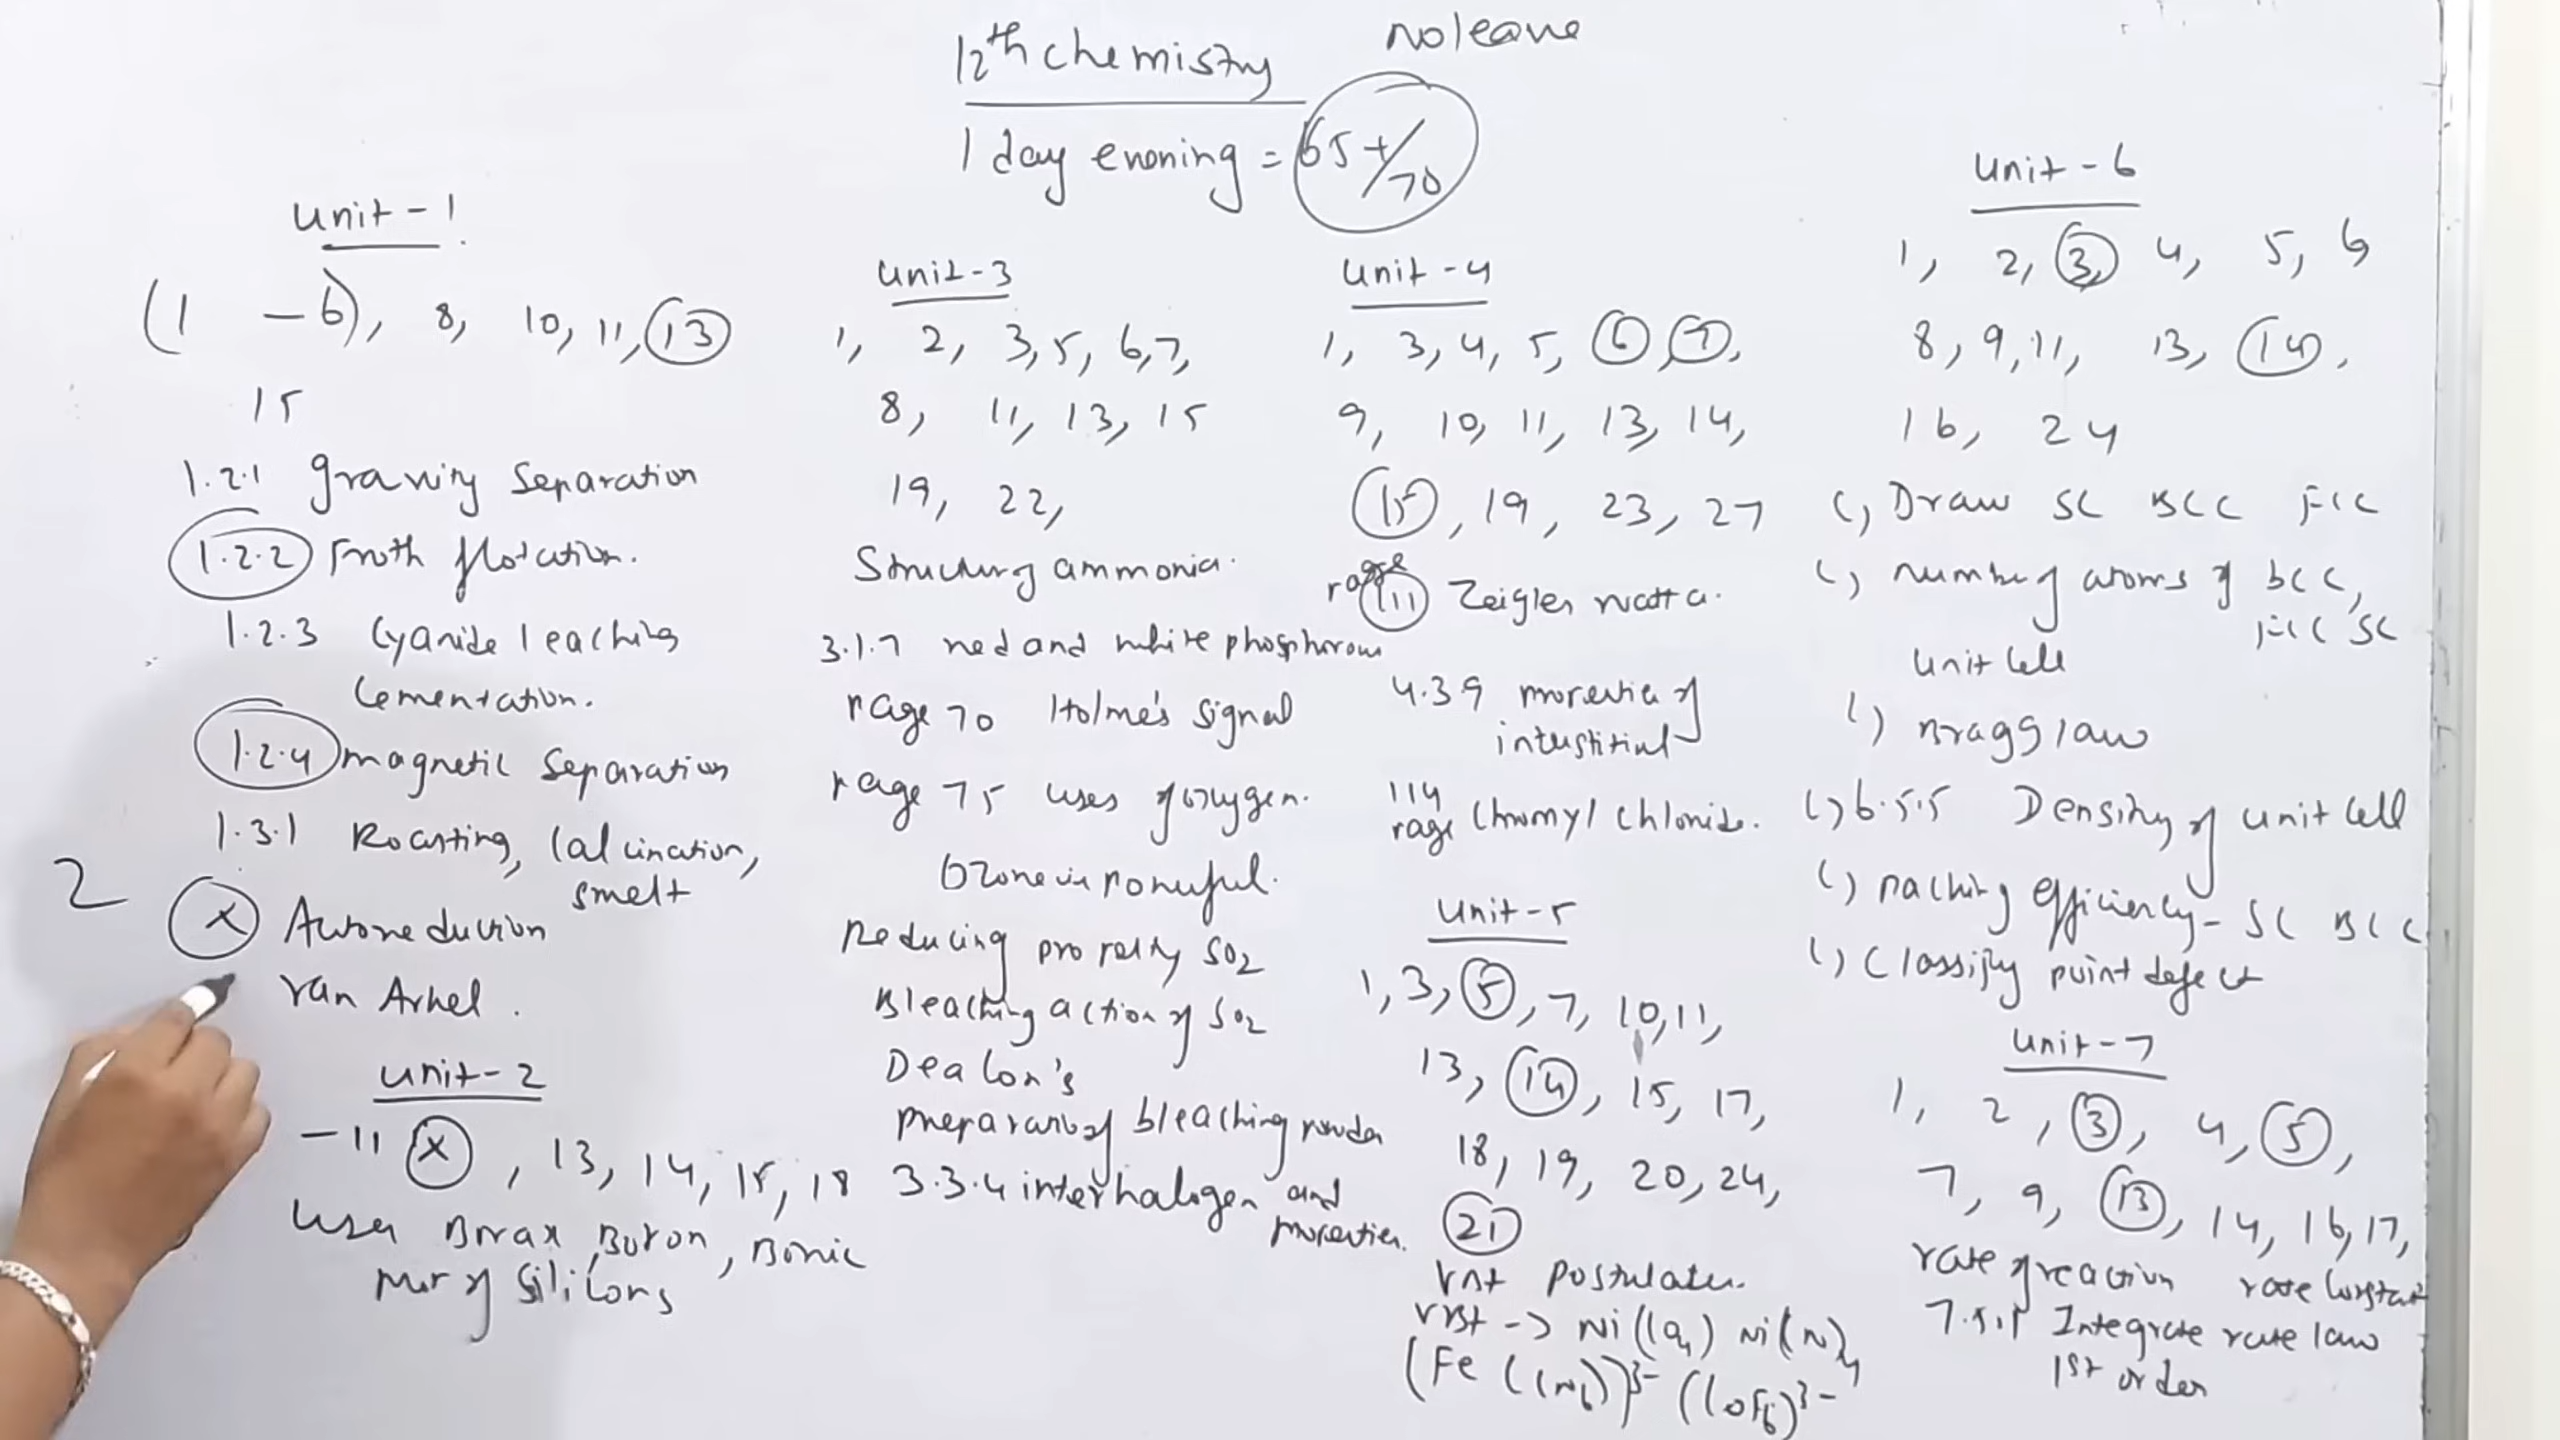 12th chemistry
no leave
1 day evening = 65+/70
Unit - 1
(1 - 6), 8, 10, 11, 13
15
1.2.1 gravity Separation
1.2.2 Froth flotation.
1.2.3 Cyanide leaching
Cementation.
1.2.4 magnetic Separation
1.3.1 Roasting, Calcination,
smelt
2
x Autoreduction
Van Arkel.
Unit - 2
- 11 x, 13, 14, 15, 18
Uses Borax, Boron, Boric
silicons
Unit - 3
1, 2, 3, 5, 6, 7,
8, 11, 13, 15
19, 22,
Structure of ammonia.
3.1.7 red and white phosphorous
Page 70 Holme's signal
Page 75 uses of oxygen.
Ozone is powerful.
Reducing property SO2
Bleaching action of SO2
Deacon's
preparation of bleaching powder
3.3.4 interhalogen and
properties.
Unit - 4
1, 3, 4, 5, 6, 7,
9, 10, 11, 13, 14,
15, 19, 23, 27
Page 111 Zeigler natta.
4.3.9 properties of
interstitial
114
Page Chromyl chloride.
Unit - 5
1, 3, 5, 7, 10, 11,
13, 14, 15, 17,
18, 19, 20, 24,
21
Postulates.
VBT -> Ni(CO4) Ni(CN)4
(Fe(CN6))3- (CoF6)3-
Unit - 6
1, 2, 3, 4, 5, 6
8, 9, 11, 13, 14,
16, 24
(,) Draw SC BCC FCC
(,) number of atoms of bCC,
FCC SC
Unit Cell
(,) Bragg law
(,) 6.5.5 Density of unit Cell
(,) packing efficiency - SC BCC
(,) Classify point defect
Unit - 7
1, 2, 3, 4, 5,
7, 9, 13, 14, 16, 17,
rate of reaction rate constant
7.5.1 Integrate rate law
1st order